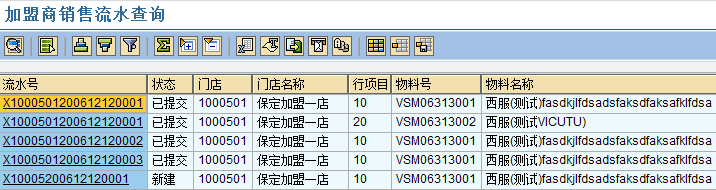 加盟商销售流水查询
流水号 状态 门店 门店名称 行项目 物料号 物料名称
X1000501200612120001 已提交 1000501 保定加盟一店 10 VSM06313001 西服(测试)fasdkjlfdsadsfaksdfaksafklfdsa
X1000501200612120001 已提交 1000501 保定加盟一店 20 VSM06313002 西服(测试VICUTU)
X1000501200612120002 已提交 1000501 保定加盟一店 10 VSM06313001 西服(测试)fasdkjlfdsadsfaksdfaksafklfdsa
X1000501200612120003 已提交 1000501 保定加盟一店 10 VSM06313001 西服(测试)fasdkjlfdsadsfaksdfaksafklfdsa
X10005200612120001 新建 1000501 保定加盟一店 10 VSM06313001 西服(测试)fasdkjlfdsadsfaksdfaksafklfdsa